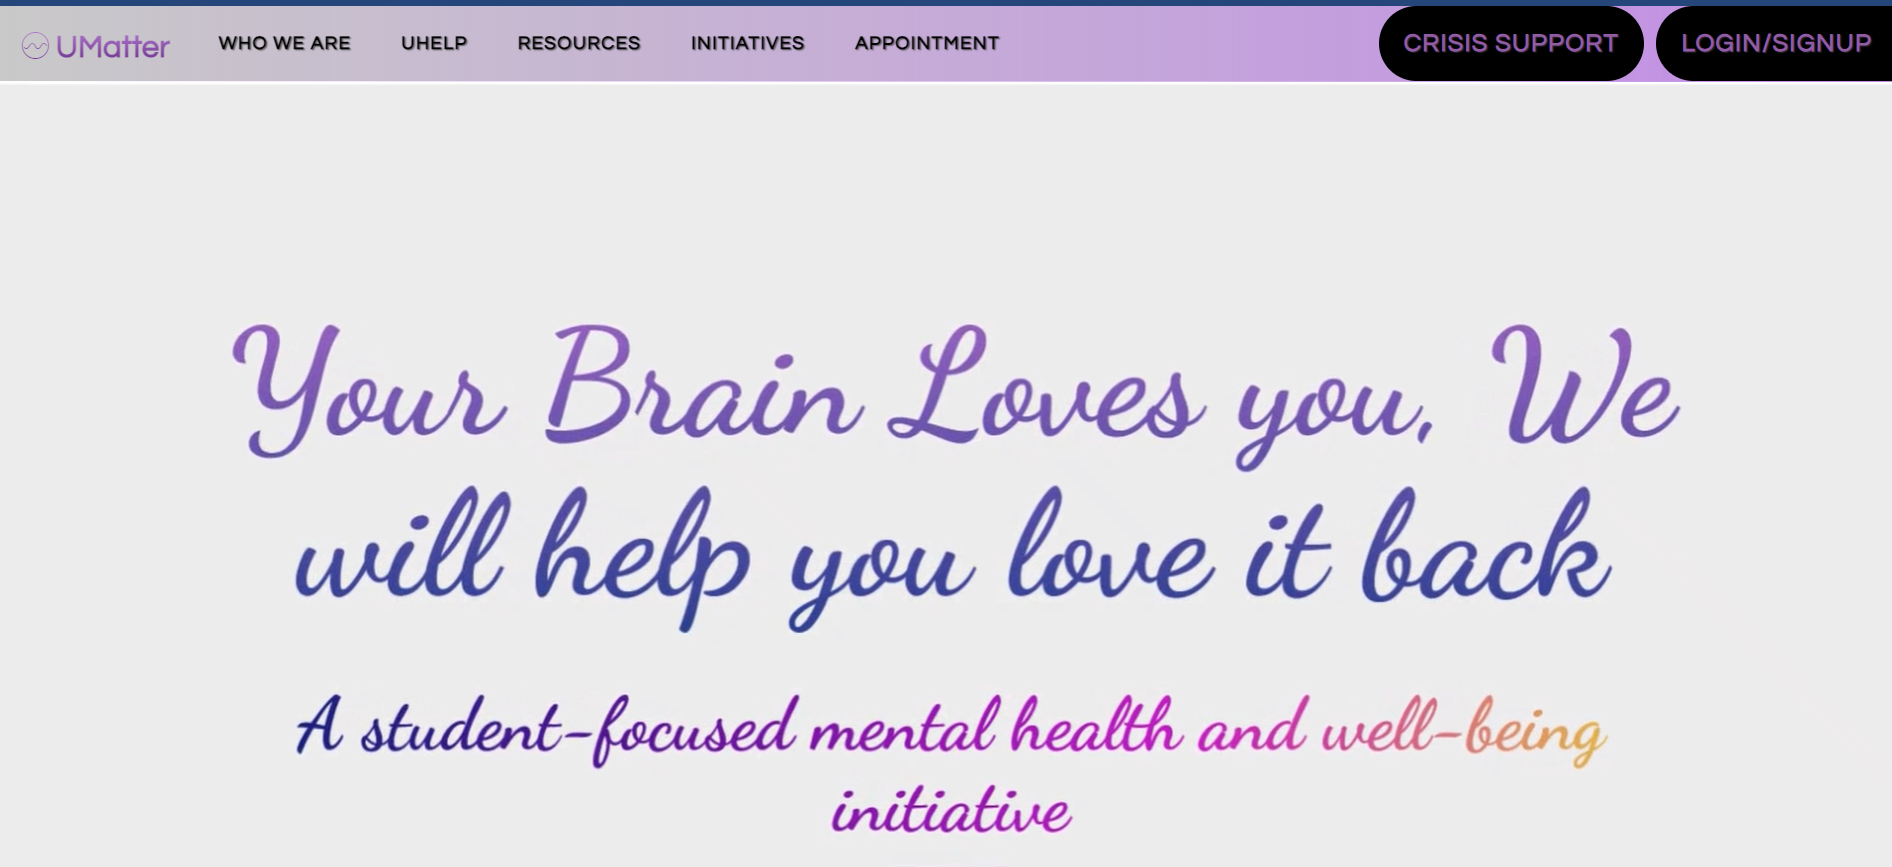 UMatter WHO WE ARE UHELP RESOURCES INITIATIVES APPOINTMENT CRISIS SUPPORT LOGIN/SIGNUP
Your Brain Loves you, We
will help you love it back
A student-focused mental health and well-being
initiative